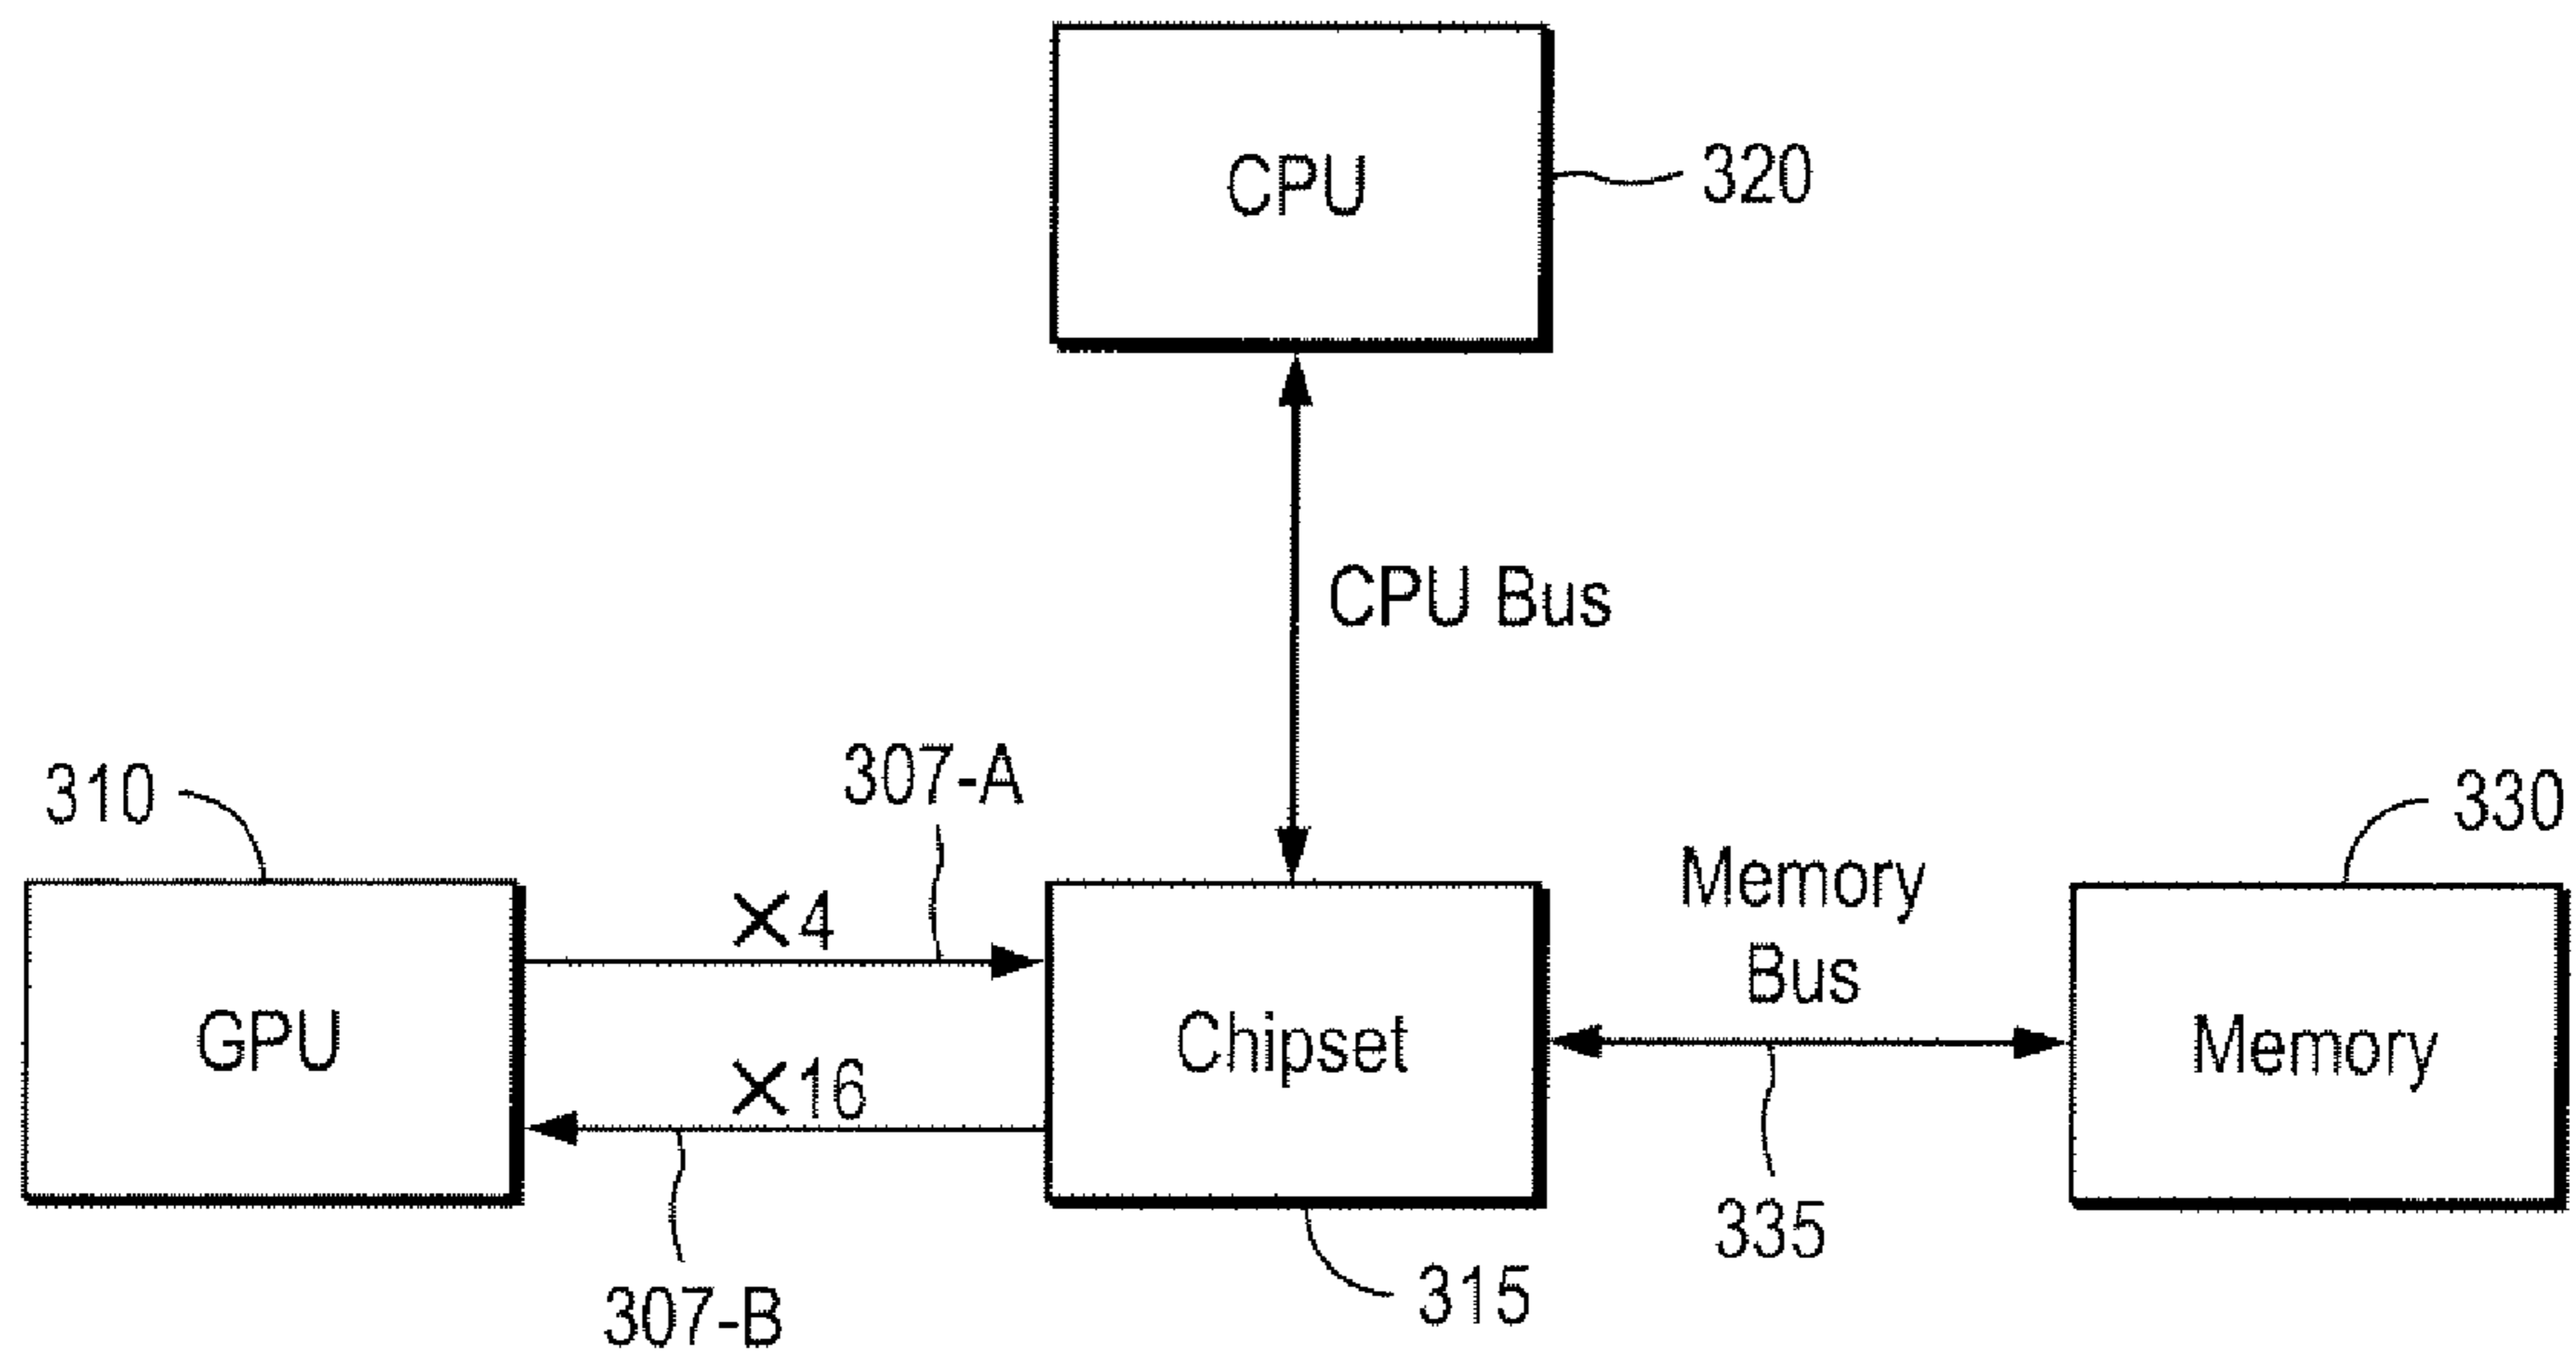 CPU
320
CPU Bus
310
307-A
330
Memory
Bus
×4
GPU
Chipset
Memory
×16
335
307-B
315